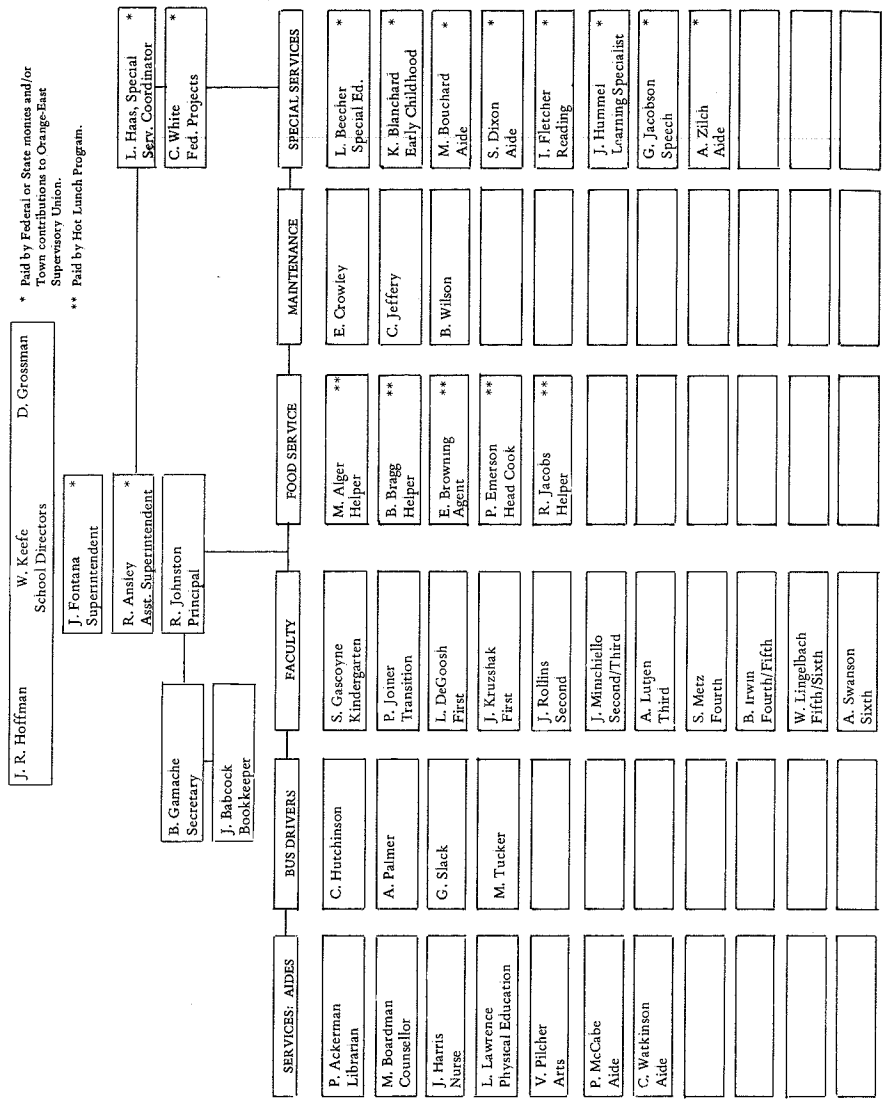 J. R. Hoffman W. Keefe D. Grossman
School Directors
* Paid by Federal or State monies and/or
Town contributions to Orange-East
Supervisory Union.
** Paid by Hot Lunch Program.
J. Fontana *
Superintendent
R. Ansley *
Asst. Superintendent
R. Johnston
Principal
L. Haas, Special *
Serv. Coordinator
C. White *
Fed. Projects
B. Gamache
Secretary
J. Babcock
Bookkeeper
SERVICES: AIDES
P. Ackerman
Librarian
M. Boardman
Counsellor
J. Harris
Nurse
L. Lawrence
Physical Education
V. Pilcher
Arts
P. McCabe
Aide
C. Watkinson
Aide
BUS DRIVERS
C. Hutchinson
A. Palmer
G. Slack
M. Tucker
FACULTY
S. Gascoyne
Kindergarten
P. Joiner
Transition
L. DeGoosh
First
J. Kruzshak
First
J. Rollins
Second
J. Minichiello
Second/Third
A. Lutjen
Third
S. Metz
Fourth
B. Irwin
Fourth/Fifth
W. Lingelbach
Fifth/Sixth
A. Swanson
Sixth
FOOD SERVICE
M. Alger **
Helper
B. Bragg **
Helper
E. Browning **
Agent
P. Emerson **
Head Cook
R. Jacobs **
Helper
MAINTENANCE
E. Crowley
C. Jeffery
B. Wilson
SPECIAL SERVICES
L. Beecher *
Special Ed.
K. Blanchard *
Early Childhood
M. Bouchard *
Aide
S. Dixon *
Aide
I. Fletcher *
Reading
J. Hummel *
Learning Specialist
G. Jacobson *
Speech
A. Zilch *
Aide